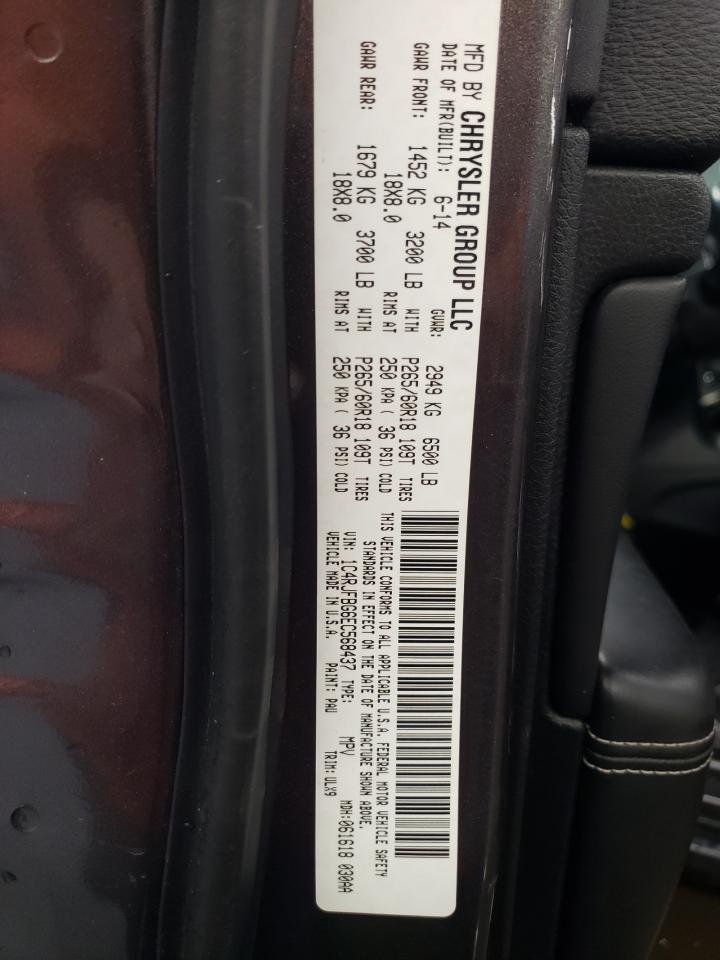 MFD BY CHRYSLER GROUP LLC
DATE OF MFR(BUILT): 6-14 GVWR: 2949 KG 6500 LB
GAWR FRONT: 1452 KG 3200 LB WITH P265/60R18 109T TIRES
18X8.0 RIMS AT 250 KPA ( 36 PSI) COLD
GAWR REAR: 1679 KG 3700 LB WITH P265/60R18 109T TIRES
18X8.0 RIMS AT 250 KPA ( 36 PSI) COLD
THIS VEHICLE CONFORMS TO ALL APPLICABLE U.S.A. FEDERAL MOTOR VEHICLE SAFETY
STANDARDS IN EFFECT ON THE DATE OF MANUFACTURE SHOWN ABOVE.
VIN: 1C4RJFBG6EC568437 TYPE: MPV MDH:061618 030AA
VEHICLE MADE IN U.S.A. PAINT: PAU TRIM:ULX9